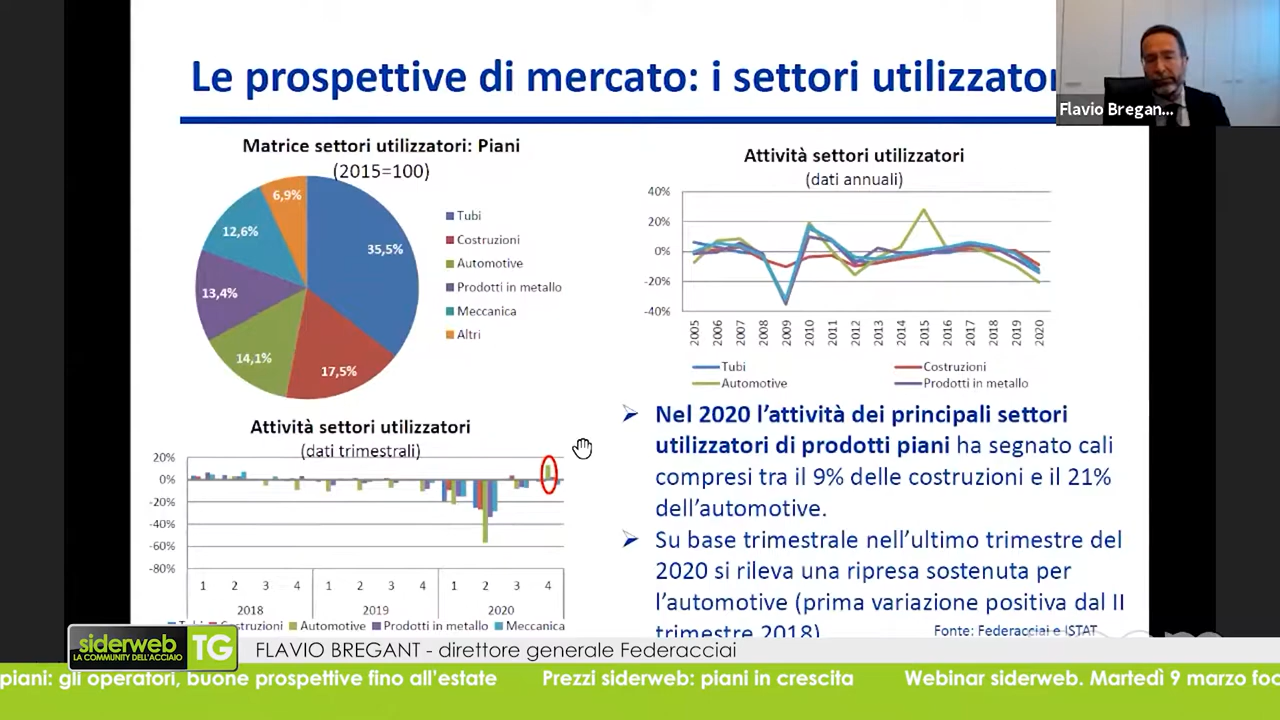 Le prospettive di mercato: i settori utilizzator
Flavio Bregan...
Matrice settori utilizzatori: Piani
(2015=100)
6,9%
12,6%
35,5%
13,4%
14,1%
17,5%
Tubi
Costruzioni
Automotive
Prodotti in metallo
Meccanica
Altri
Attività settori utilizzatori
(dati annuali)
40%
20%
0%
-20%
-40%
2005 2006 2007 2008 2009 2010 2011 2012 2013 2014 2015 2016 2017 2018 2019 2020
Tubi Costruzioni
Automotive Prodotti in metallo
Attività settori utilizzatori
(dati trimestrali)
20%
0%
-20%
-40%
-60%
-80%
1 2 3 4 1 2 3 4 1 2 3 4
2018 2019 2020
Tubi Costruzioni Automotive Prodotti in metallo Meccanica
Nel 2020 l'attività dei principali settori
utilizzatori di prodotti piani ha segnato cali
compresi tra il 9% delle costruzioni e il 21%
dell'automotive.
Su base trimestrale nell'ultimo trimestre del
2020 si rileva una ripresa sostenuta per
l'automotive (prima variazione positiva dal II
trimestre 2018)
Fonte: Federacciai e ISTAT
siderweb TG
LA COMMUNITY DELL'ACCIAIO
FLAVIO BREGANT - direttore generale Federacciai
piani: gli operatori, buone prospettive fino all'estate Prezzi siderweb: piani in crescita Webinar siderweb. Martedì 9 marzo foc